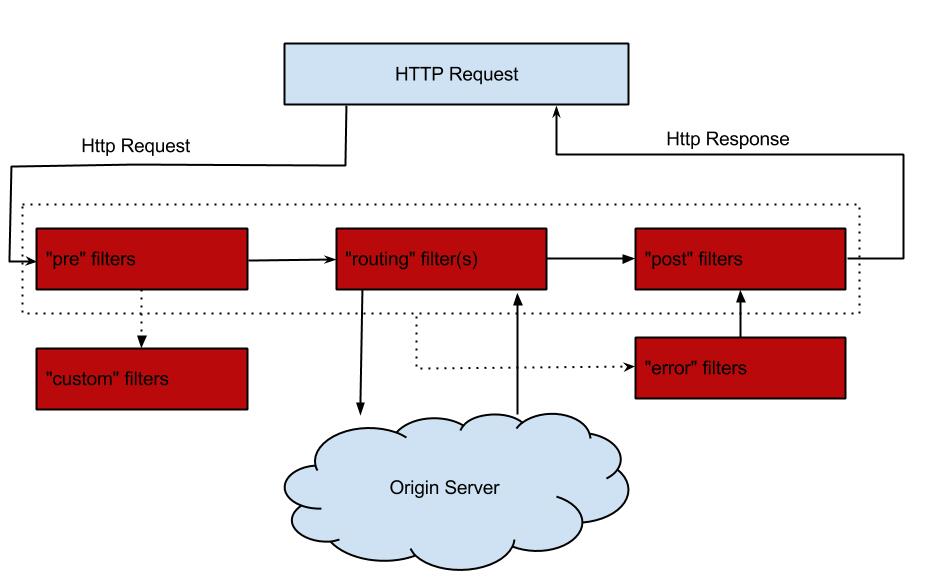 HTTP Request
Http Request
Http Response
"pre" filters
"routing" filter(s)
"post" filters
"custom" filters
"error" filters
Origin Server